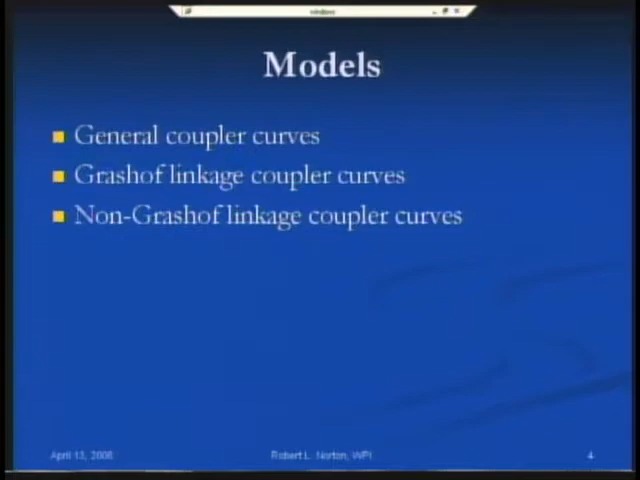 Models
General coupler curves
Grashof linkage coupler curves
Non-Grashof linkage coupler curves
April 13, 2008
Robert L. Norton, WPI
4